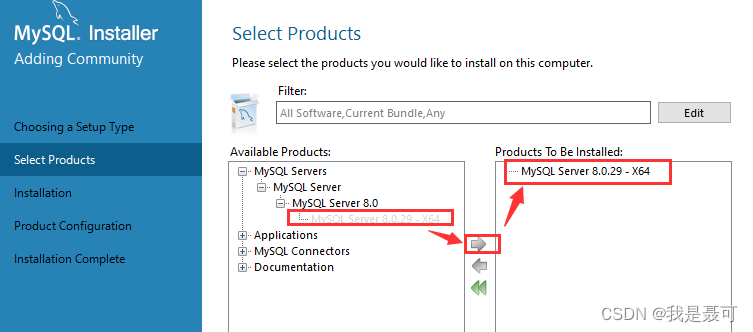 MySQL. Installer
Adding Community
Choosing a Setup Type
Select Products
Installation
Product Configuration
Installation Complete
Select Products
Please select the products you would like to install on this computer.
Filter:
All Software,Current Bundle,Any
Edit
Available Products:
MySQL Servers
MySQL Server
MySQL Server 8.0
MySQL Server 8.0.29 - X64
Applications
MySQL Connectors
Documentation
Products To Be Installed:
MySQL Server 8.0.29 - X64
CSDN @我是聂可